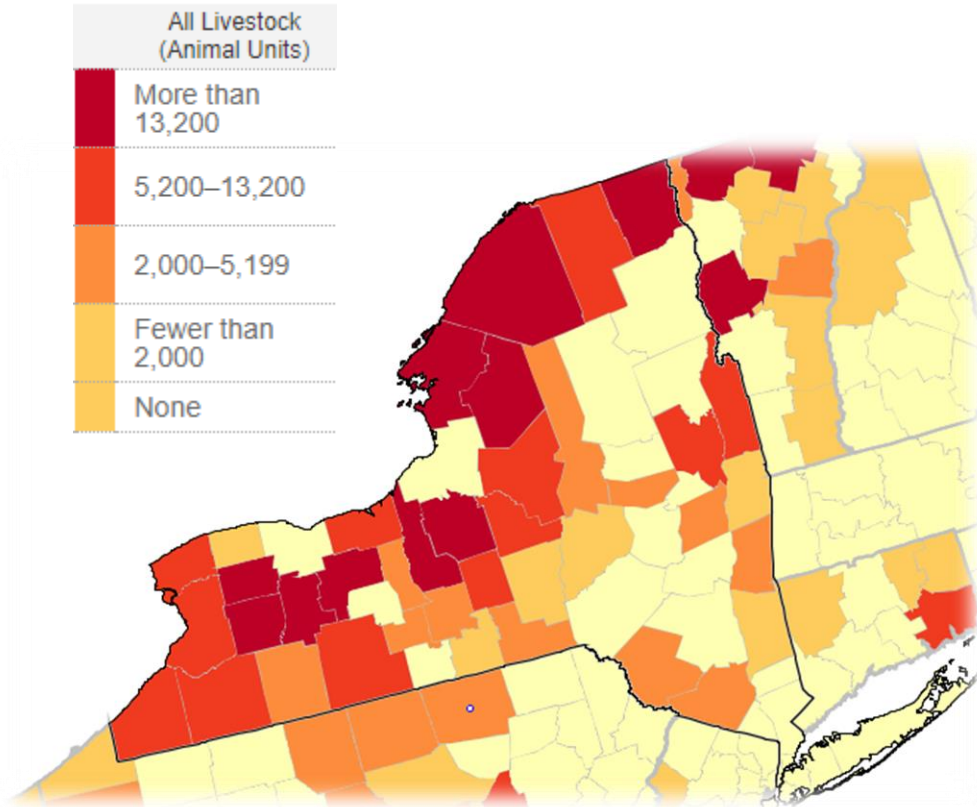 All Livestock
(Animal Units)
More than
13,200
5,200–13,200
2,000–5,199
Fewer than
2,000
None